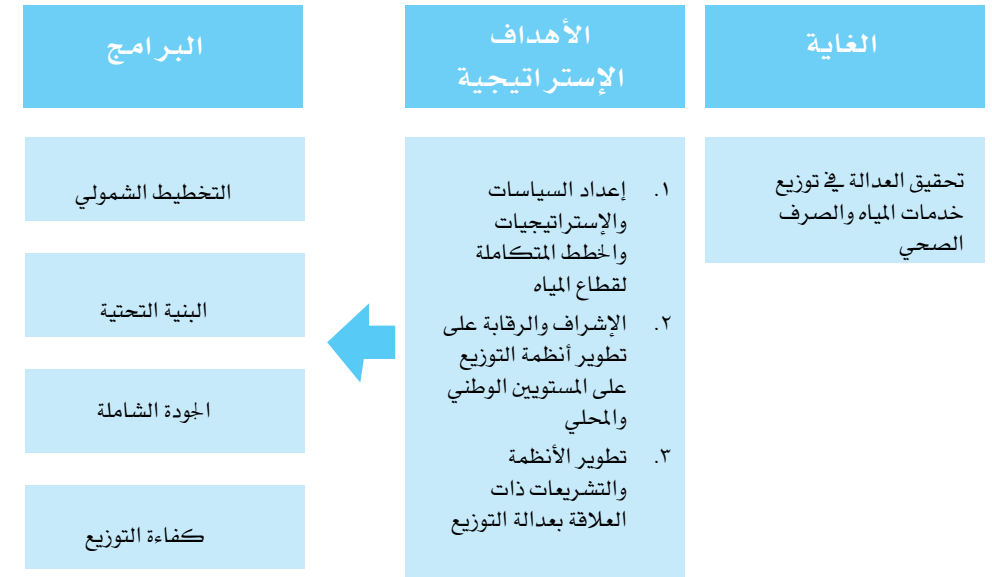 الغاية
الأهداف
الإستراتيجية
البرامج
تحقيق العدالة في توزيع
خدمات المياه والصرف
الصحي
١. إعداد السياسات
والإستراتيجيات
والخطط المتكاملة
لقطاع المياه
٢. الإشراف والرقابة على
تطوير أنظمة التوزيع
على المستويين الوطني
والمحلي
٣. تطوير الأنظمة
والتشريعات ذات
العلاقة بعدالة التوزيع
التخطيط الشمولي
البنية التحتية
الجودة الشاملة
كفاءة التوزيع